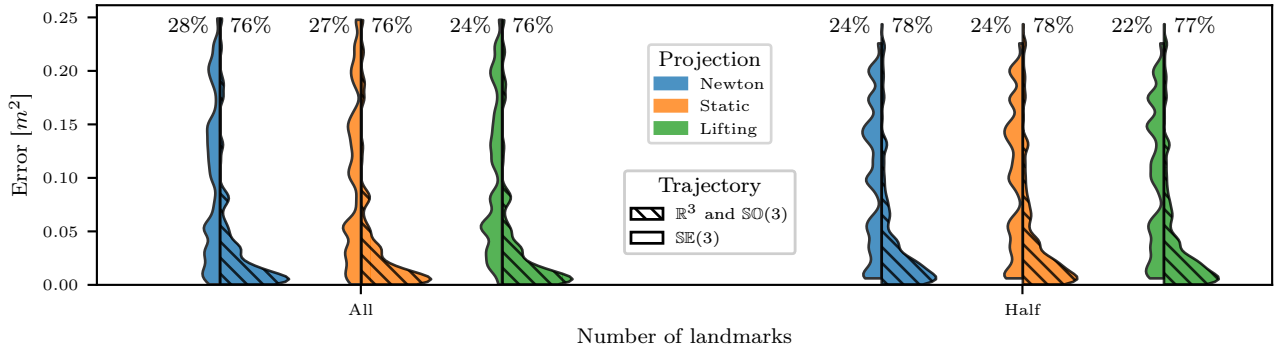 0.25
0.20
0.15
0.10
0.05
0.00
Error [m²]
28% 76%
27% 76%
24% 76%
24% 78%
24% 78%
22% 77%
Projection
Newton
Static
Lifting
Trajectory
ℝ³ and 𝕊𝕆(3)
𝕊𝔼(3)
All
Half
Number of landmarks